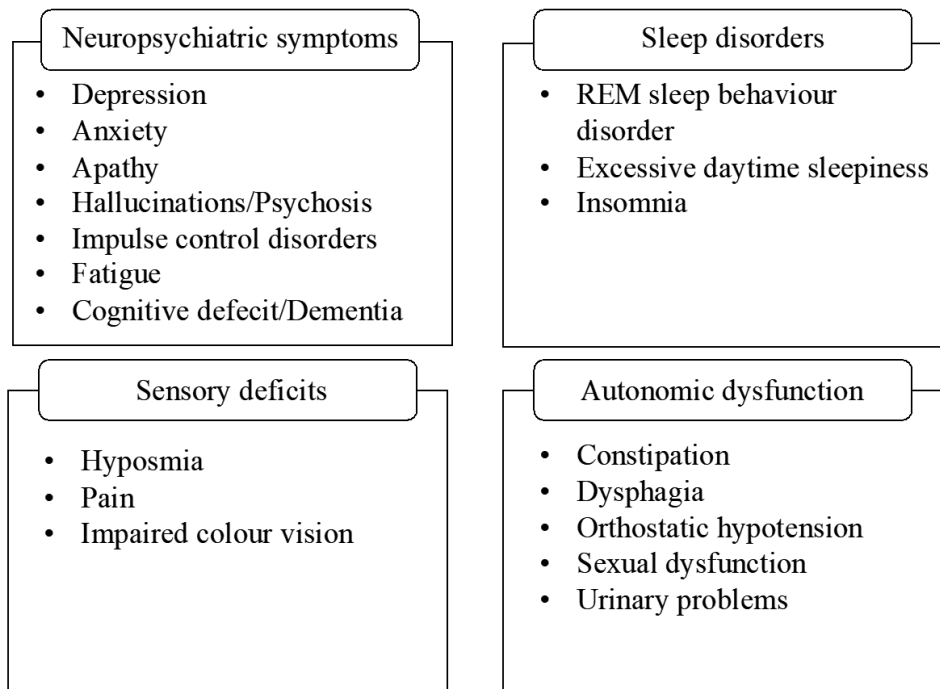 Neuropsychiatric symptoms
• Depression
• Anxiety
• Apathy
• Hallucinations/Psychosis
• Impulse control disorders
• Fatigue
• Cognitive defecit/Dementia
Sleep disorders
• REM sleep behaviour
disorder
• Excessive daytime sleepiness
• Insomnia
Sensory deficits
• Hyposmia
• Pain
• Impaired colour vision
Autonomic dysfunction
• Constipation
• Dysphagia
• Orthostatic hypotension
• Sexual dysfunction
• Urinary problems